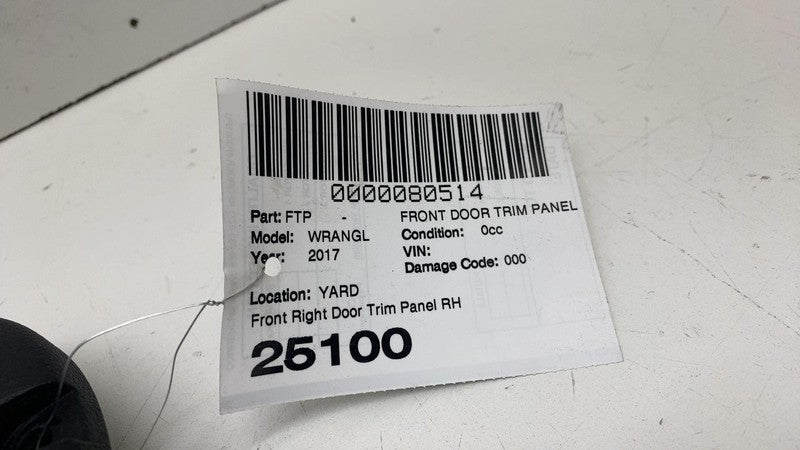 0000080514
Part: FTP - FRONT DOOR TRIM PANEL
Model: WRANGL Condition: 0cc
Year: 2017 VIN:
Damage Code: 000
Location: YARD
Front Right Door Trim Panel RH
25100